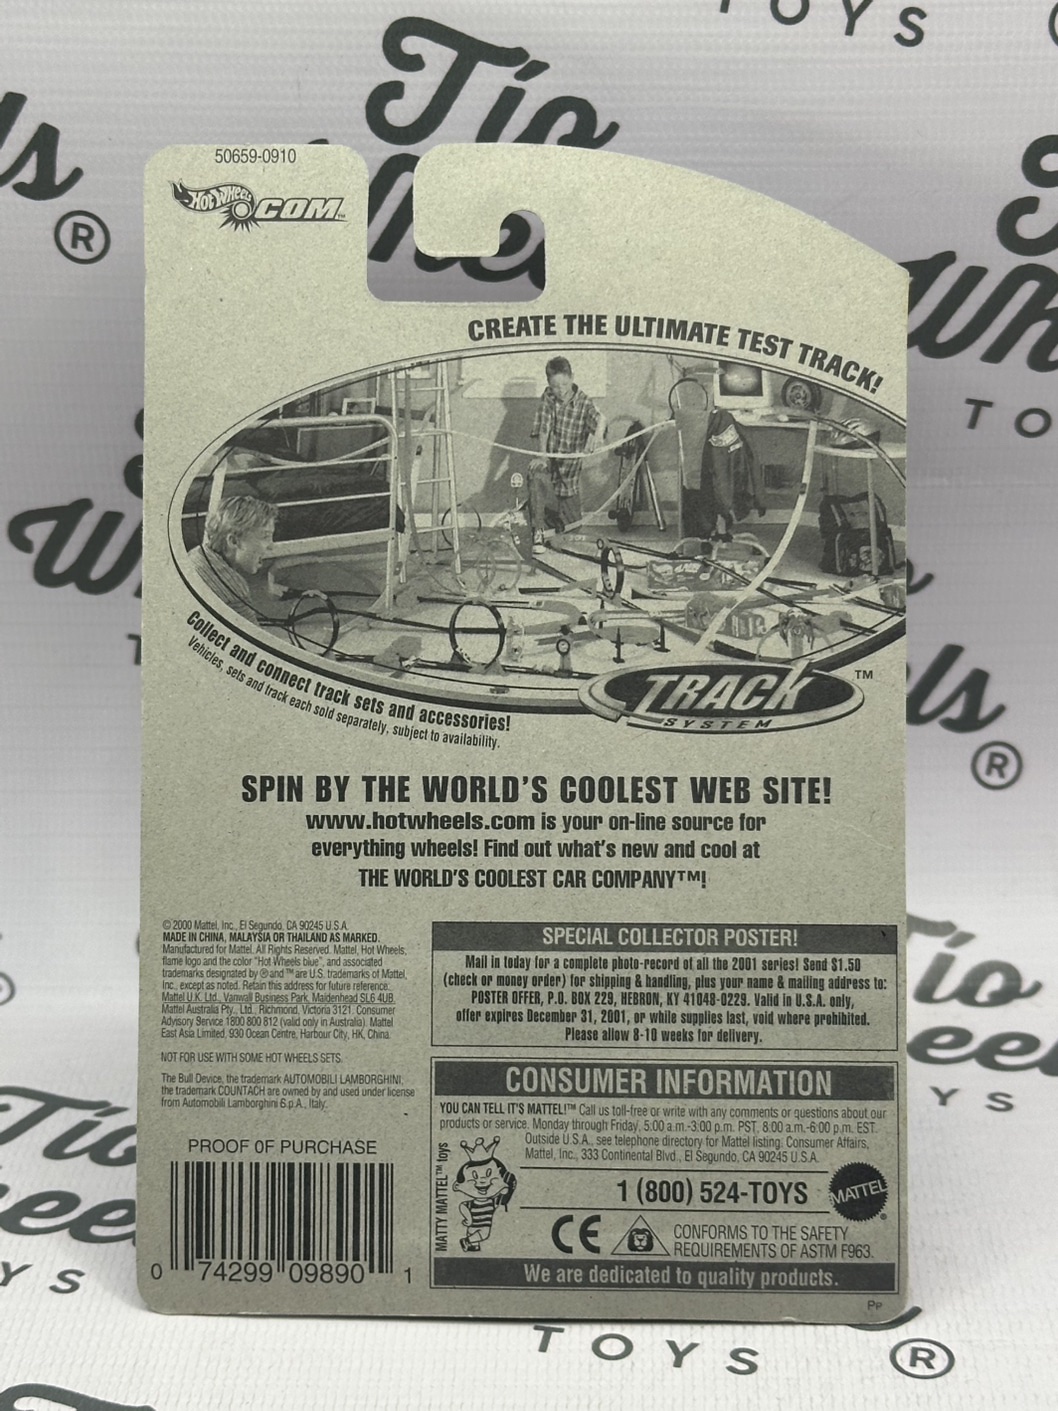 TOYS
Tio
Wheels
®
TOYS
50659-0910
HOT WHEELS.COM™
CREATE THE ULTIMATE TEST TRACK!
Collect and connect track sets and accessories!
Vehicles, sets and track each sold separately, subject to availability.
TRACK™
SYSTEM
SPIN BY THE WORLD'S COOLEST WEB SITE!
www.hotwheels.com is your on-line source for
everything wheels! Find out what's new and cool at
THE WORLD'S COOLEST CAR COMPANY™!
© 2000 Mattel, Inc., El Segundo, CA 90245 U.S.A.
MADE IN CHINA, MALAYSIA OR THAILAND AS MARKED.
Manufactured for Mattel. All Rights Reserved. Mattel, Hot Wheels,
flame logo and the color "Hot Wheels blue", and associated
trademarks designated by ® and ™ are U.S. trademarks of Mattel,
Inc., except as noted. Retain this address for future reference:
Mattel U.K. Ltd., Vanwall Business Park, Maidenhead SL6 4UB.
Mattel Australia Pty., Ltd., Richmond, Victoria 3121. Consumer
Advisory Service 1800 800 812 (valid only in Australia). Mattel
East Asia Limited, 930 Ocean Centre, Harbour City, HK, China.
NOT FOR USE WITH SOME HOT WHEELS SETS.
The Bull Device, the trademark AUTOMOBILI LAMBORGHINI,
the trademark COUNTACH are owned by and used under license
from Automobili Lamborghini S.p.A., Italy.
SPECIAL COLLECTOR POSTER!
Mail in today for a complete photo-record of all the 2001 series! Send $1.50
(check or money order) for shipping & handling, plus your name & mailing address to:
POSTER OFFER, P.O. BOX 229, HEBRON, KY 41048-0229. Valid in U.S.A. only,
offer expires December 31, 2001, or while supplies last, void where prohibited.
Please allow 8-10 weeks for delivery.
CONSUMER INFORMATION
YOU CAN TELL IT'S MATTEL!™ Call us toll-free or write with any comments or questions about our
products or service. Monday through Friday, 5:00 a.m.-3:00 p.m. PST, 8:00 a.m.-6:00 p.m. EST.
Outside U.S.A., see telephone directory for Mattel listing. Consumer Affairs,
Mattel, Inc., 333 Continental Blvd., El Segundo, CA 90245 U.S.A.
MATTY MATTEL™ toys
1 (800) 524-TOYS
MATTEL®
CE
CONFORMS TO THE SAFETY
REQUIREMENTS OF ASTM F963.
We are dedicated to quality products.
PROOF OF PURCHASE
0 74299 09890 1
PP
TOYS ®